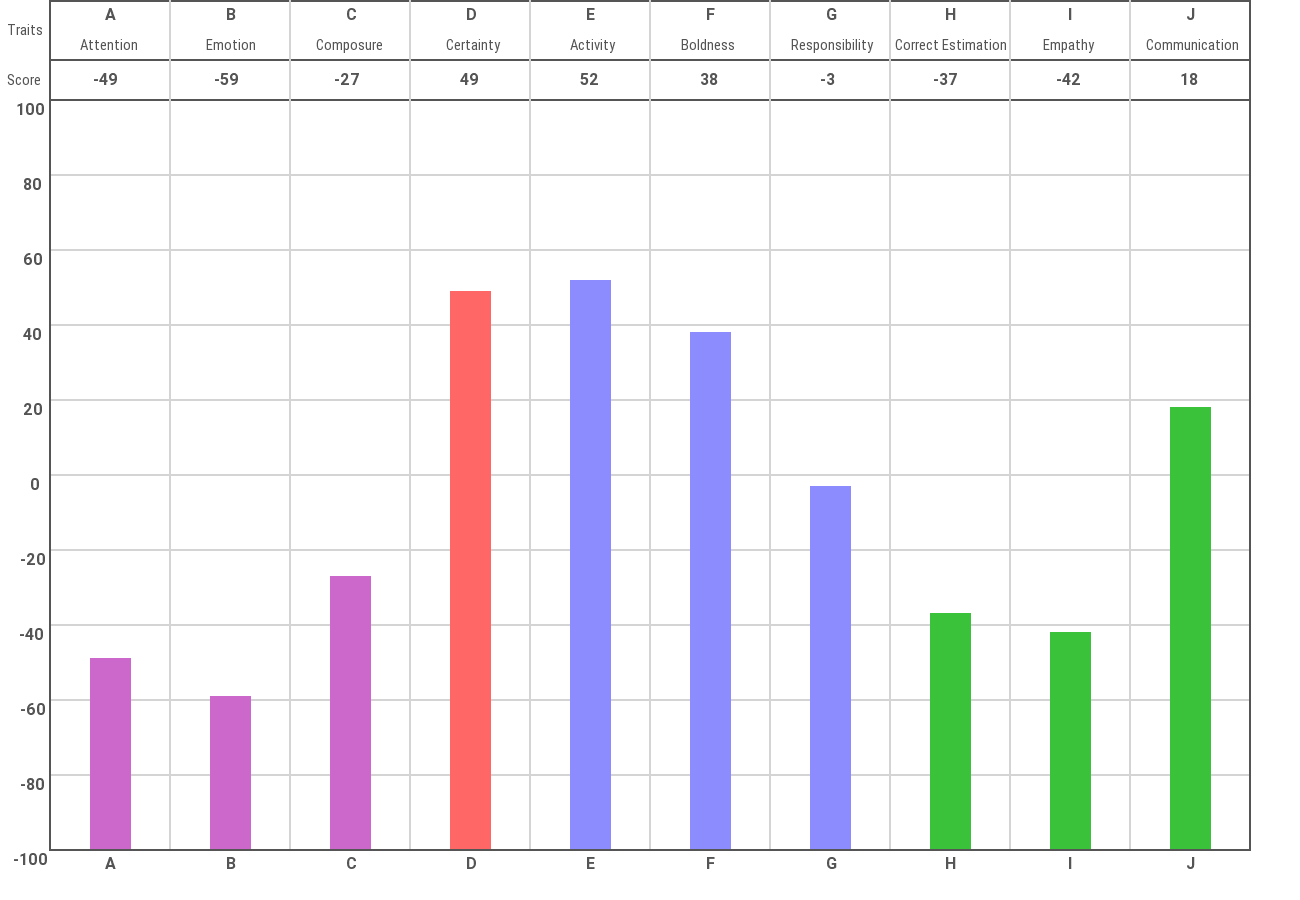 A B C D E F G H I J
Traits
Attention Emotion Composure Certainty Activity Boldness Responsibility Correct Estimation Empathy Communication
Score -49 -59 -27 49 52 38 -3 -37 -42 18
100
80
60
40
20
0
-20
-40
-60
-80
-100
A B C D E F G H I J